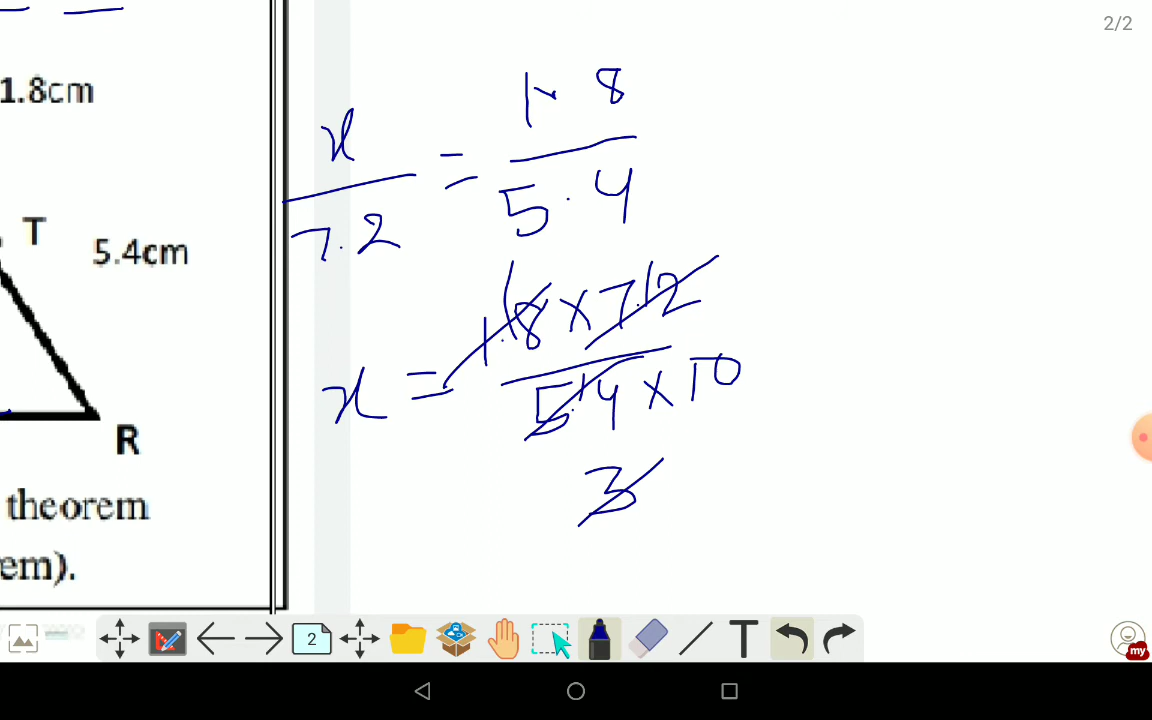 2/2
1.8cm
x/7.2 = 1.8/5.4
T
5.4cm
x = 1.8 × 7.2 / 5.4 × 10
R
3
theorem
em).
2
T
my